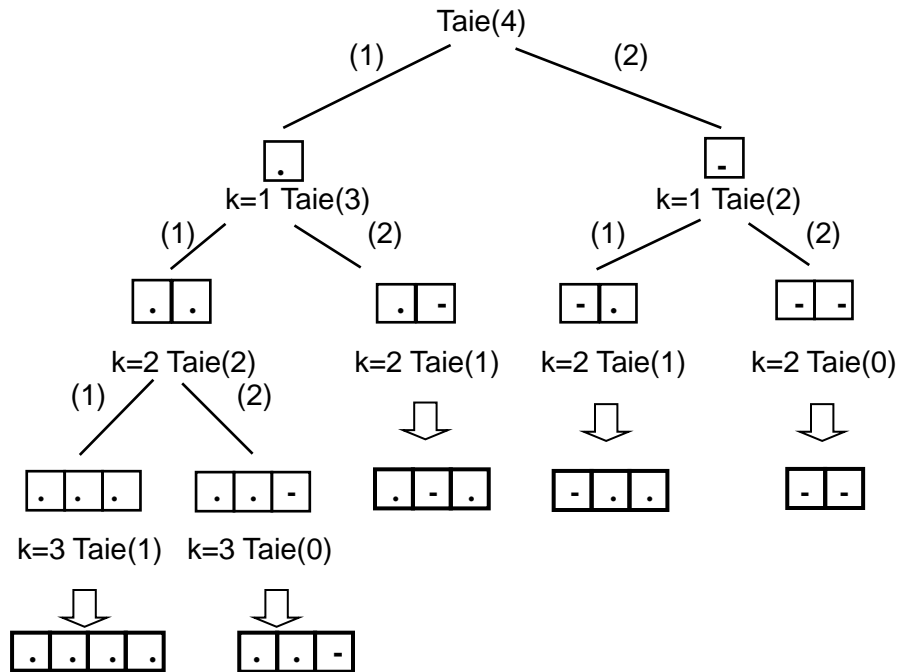 Taie(4)
(1) (2)
. -
k=1 Taie(3) k=1 Taie(2)
(1) (2) (1) (2)
. . . - - . - -
k=2 Taie(2) k=2 Taie(1) k=2 Taie(1) k=2 Taie(0)
(1) (2)
. . . . . - . - . - . . - -
k=3 Taie(1) k=3 Taie(0)
. . . . . . -